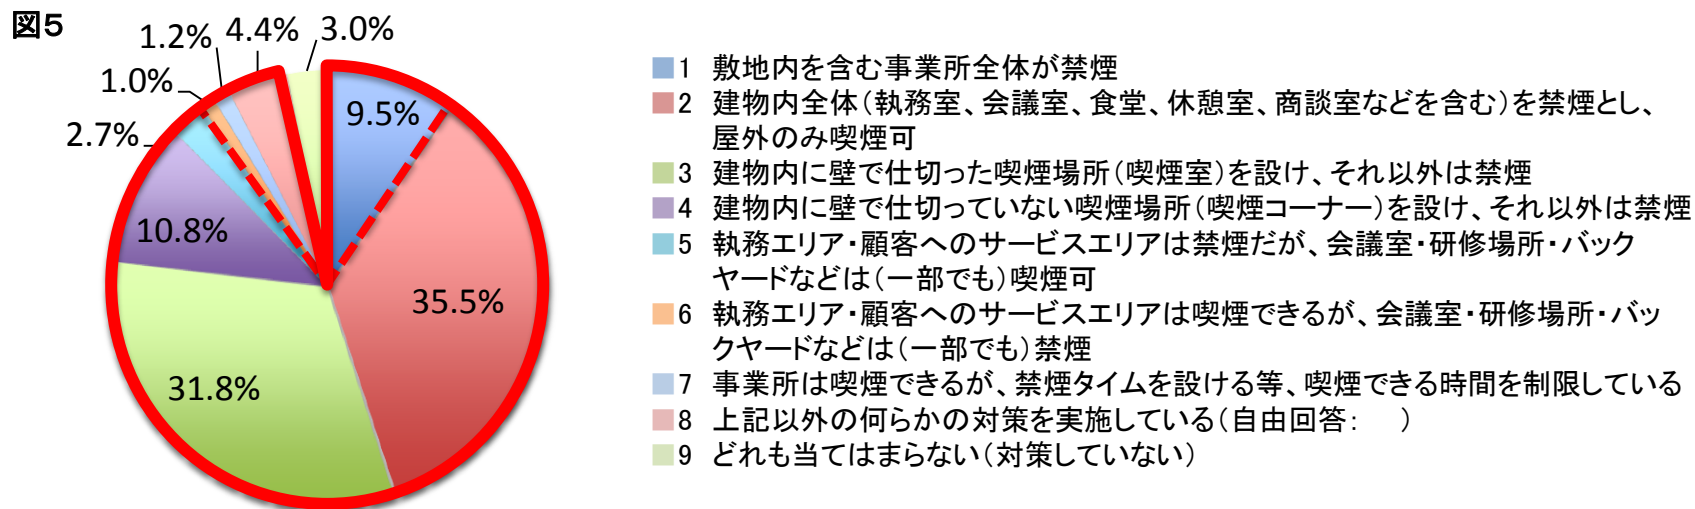 図5
1.2%
4.4%
3.0%
1.0%
2.7%
9.5%
10.8%
35.5%
31.8%
1 敷地内を含む事業所全体が禁煙
2 建物内全体(執務室、会議室、食堂、休憩室、商談室などを含む)を禁煙とし、
屋外のみ喫煙可
3 建物内に壁で仕切った喫煙場所(喫煙室)を設け、それ以外は禁煙
4 建物内に壁で仕切っていない喫煙場所(喫煙コーナー)を設け、それ以外は禁煙
5 執務エリア・顧客へのサービスエリアは禁煙だが、会議室・研修場所・バック
ヤードなどは(一部でも)喫煙可
6 執務エリア・顧客へのサービスエリアは喫煙できるが、会議室・研修場所・バッ
クヤードなどは(一部でも)禁煙
7 事業所は喫煙できるが、禁煙タイムを設ける等、喫煙できる時間を制限している
8 上記以外の何らかの対策を実施している(自由回答: )
9 どれも当てはまらない(対策していない)